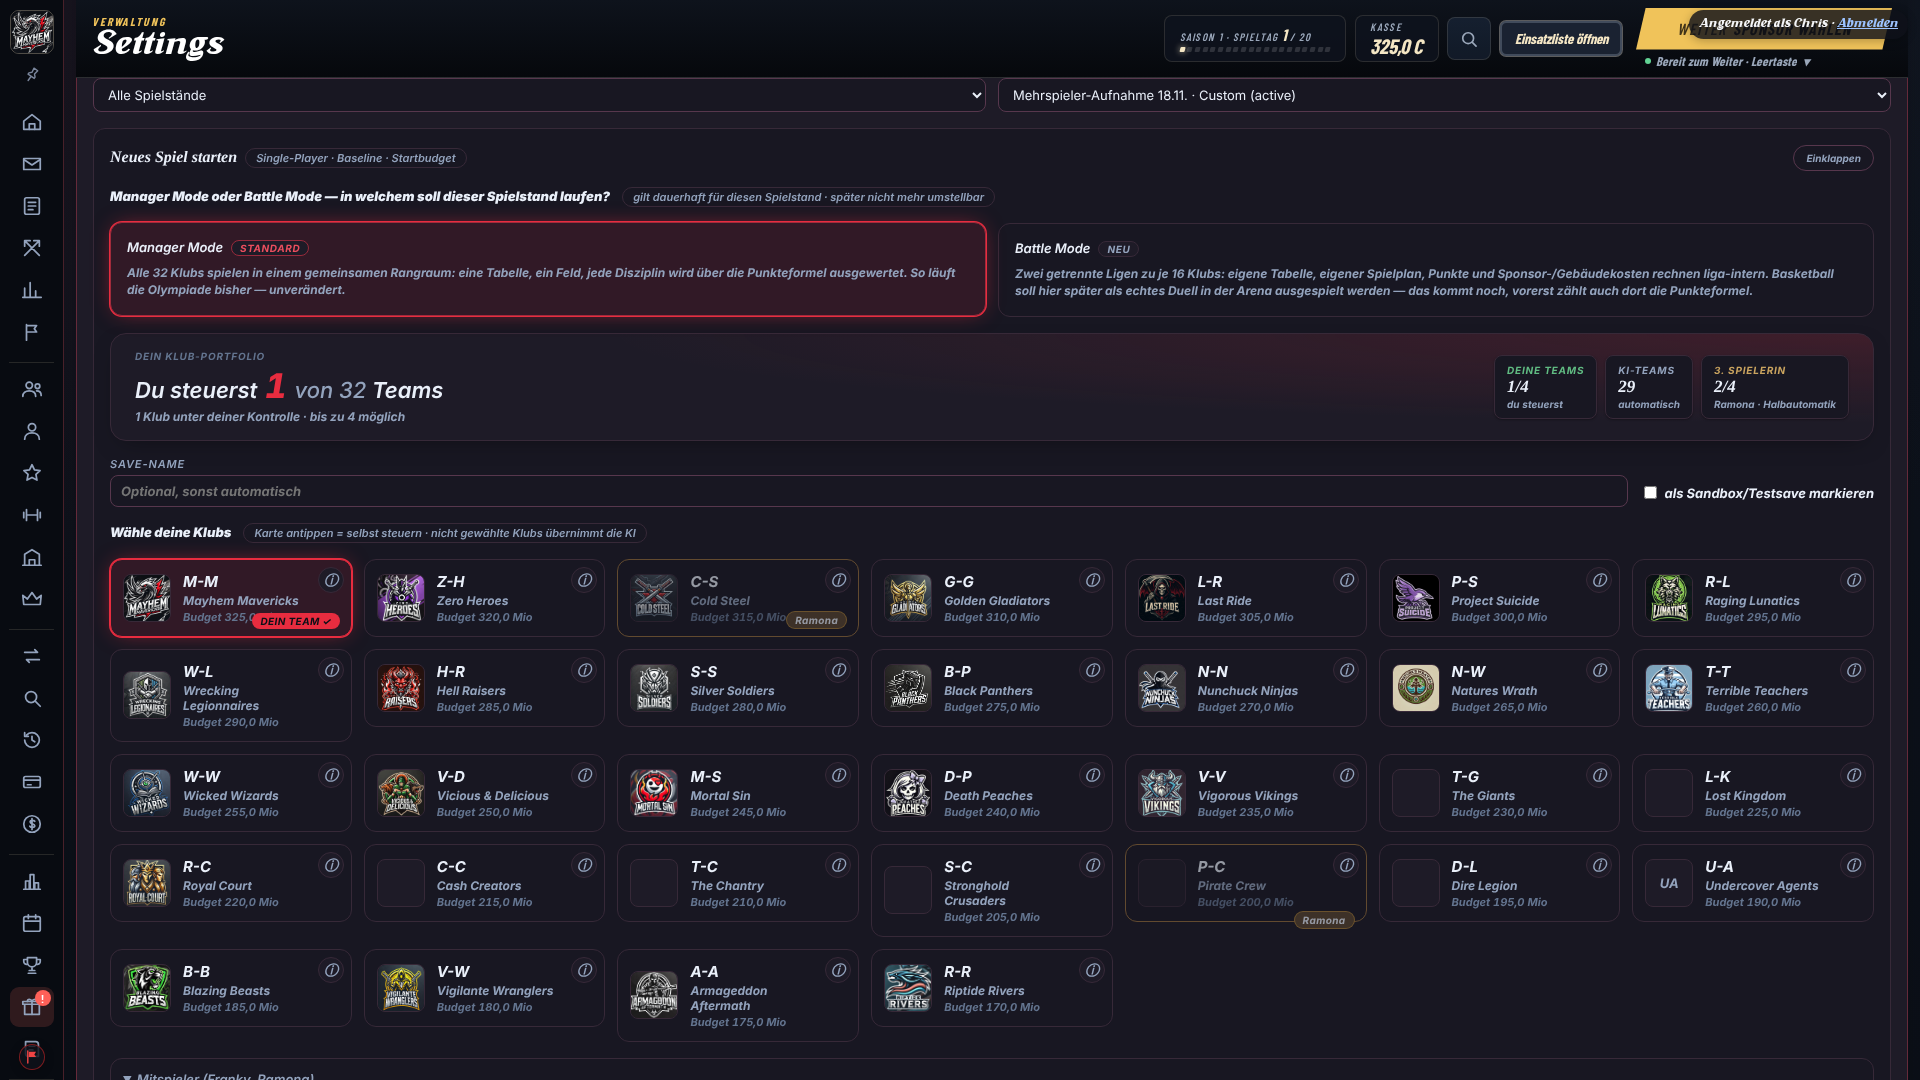 VERWALTUNG
Settings
SAISON 1 · SPIELTAG 1 / 20
KASSE
325,0 C
Einsatzliste öffnen
Angemeldet als Chris · Abmelden
Bereit zum Weiter · Leertaste ▼
Alle Spielstände
Mehrspieler-Aufnahme 18.11. · Custom (active)
Neues Spiel starten
Single-Player · Baseline · Startbudget
Einklappen
Manager Mode oder Battle Mode — in welchem soll dieser Spielstand laufen?
gilt dauerhaft für diesen Spielstand · später nicht mehr umstellbar
Manager Mode STANDARD
Alle 32 Klubs spielen in einem gemeinsamen Rangraum: eine Tabelle, ein Feld, jede Disziplin wird über die Punkteformel ausgewertet. So läuft
die Olympiade bisher — unverändert.
Battle Mode NEU
Zwei getrennte Ligen zu je 16 Klubs: eigene Tabelle, eigener Spielplan, Punkte und Sponsor-/Gebäudekosten rechnen liga-intern. Basketball
soll hier später als echtes Duell in der Arena ausgespielt werden — das kommt noch, vorerst zählt auch dort die Punkteformel.
DEIN KLUB-PORTFOLIO
Du steuerst 1 von 32 Teams
1 Klub unter deiner Kontrolle · bis zu 4 möglich
DEINE TEAMS
1/4
du steuerst
KI-TEAMS
29
automatisch
3. SPIELERIN
2/4
Ramona · Halbautomatik
SAVE-NAME
Optional, sonst automatisch
als Sandbox/Testsave markieren
Wähle deine Klubs
Karte antippen = selbst steuern · nicht gewählte Klubs übernimmt die KI
M-M
Mayhem Mavericks
Budget 325,0
DEIN TEAM ✓
Z-H
Zero Heroes
Budget 320,0 Mio
C-S
Cold Steel
Budget 315,0 Mio
Ramona
G-G
Golden Gladiators
Budget 310,0 Mio
L-R
Last Ride
Budget 305,0 Mio
P-S
Project Suicide
Budget 300,0 Mio
R-L
Raging Lunatics
Budget 295,0 Mio
W-L
Wrecking
Legionnaires
Budget 290,0 Mio
H-R
Hell Raisers
Budget 285,0 Mio
S-S
Silver Soldiers
Budget 280,0 Mio
B-P
Black Panthers
Budget 275,0 Mio
N-N
Nunchuck Ninjas
Budget 270,0 Mio
N-W
Natures Wrath
Budget 265,0 Mio
T-T
Terrible Teachers
Budget 260,0 Mio
W-W
Wicked Wizards
Budget 255,0 Mio
V-D
Vicious & Delicious
Budget 250,0 Mio
M-S
Mortal Sin
Budget 245,0 Mio
D-P
Death Peaches
Budget 240,0 Mio
V-V
Vigorous Vikings
Budget 235,0 Mio
T-G
The Giants
Budget 230,0 Mio
L-K
Lost Kingdom
Budget 225,0 Mio
R-C
Royal Court
Budget 220,0 Mio
C-C
Cash Creators
Budget 215,0 Mio
T-C
The Chantry
Budget 210,0 Mio
S-C
Stronghold
Crusaders
Budget 205,0 Mio
P-C
Pirate Crew
Budget 200,0 Mio
Ramona
D-L
Dire Legion
Budget 195,0 Mio
UA
U-A
Undercover Agents
Budget 190,0 Mio
B-B
Blazing Beasts
Budget 185,0 Mio
V-W
Vigilante Wranglers
Budget 180,0 Mio
A-A
Armageddon
Aftermath
Budget 175,0 Mio
R-R
Riptide Rivers
Budget 170,0 Mio
▼ Mitspieler (Franky, Ramona)